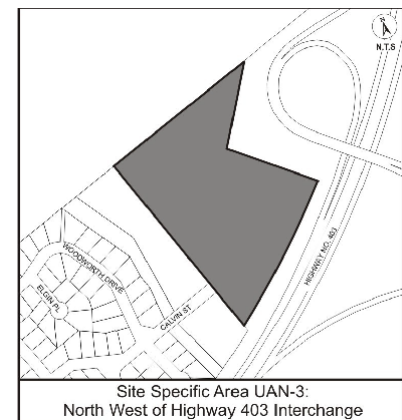 N
N.T.S
HIGHWAY NO. 403
WOODWORTH DRIVE
ELGIN PL
CALVIN ST
Site Specific Area UAN-3:
North West of Highway 403 Interchange